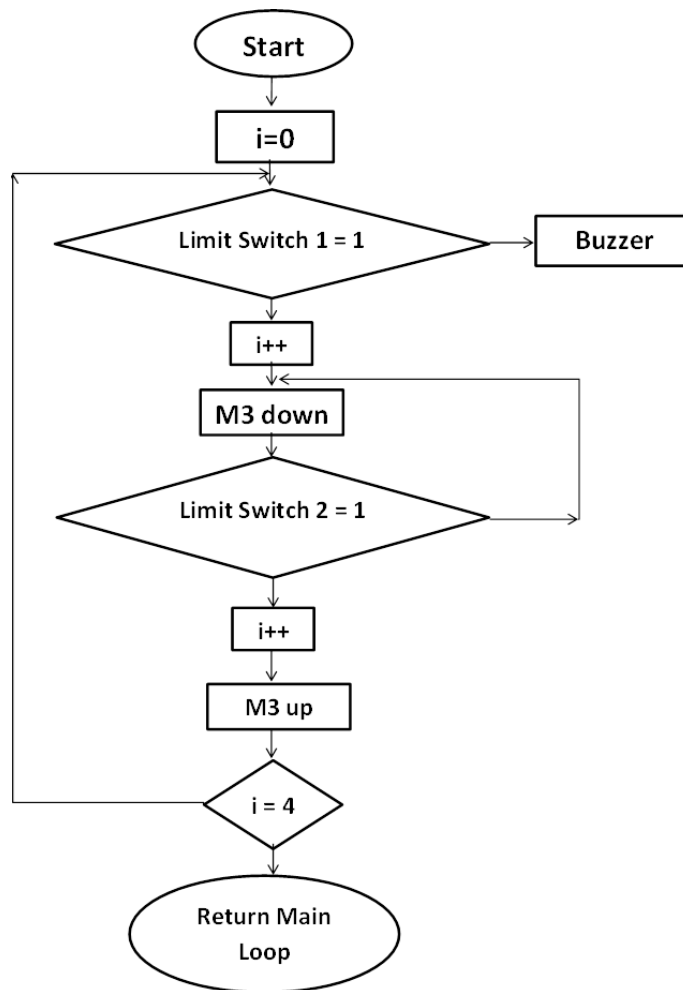 Start
i=0
Limit Switch 1 = 1
Buzzer
i++
M3 down
Limit Switch 2 = 1
i++
M3 up
i = 4
Return Main
Loop